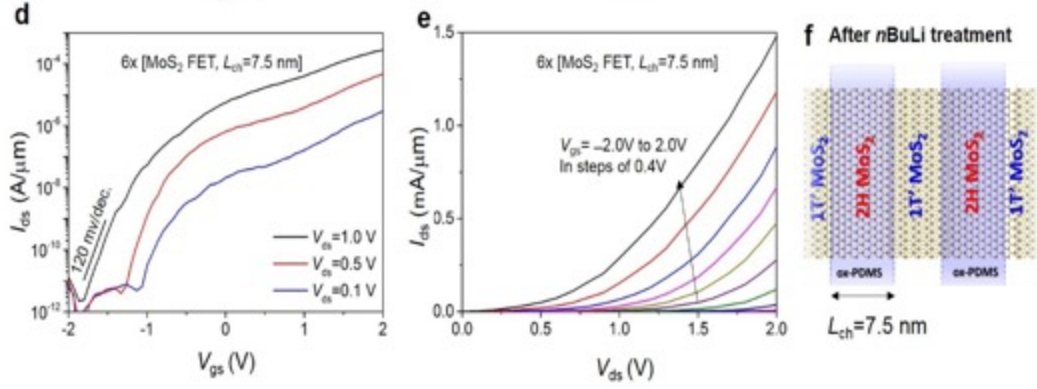 d
6x [MoS₂ FET, Lch=7.5 nm]
120 mv/dec.
Vds=1.0 V
Vds=0.5 V
Vds=0.1 V
Ids (A/μm)
10⁻⁴
10⁻⁶
10⁻⁸
10⁻¹⁰
10⁻¹²
-2 -1 0 1 2
Vgs (V)
e
6x [MoS₂ FET, Lch=7.5 nm]
Vgs= –2.0V to 2.0V
In steps of 0.4V
Ids (mA/μm)
1.5
1.0
0.5
0.0
0.0 0.5 1.0 1.5 2.0
Vds (V)
f After nBuLi treatment
1T' MoS₂
2H MoS₂
1T' MoS₂
2H MoS₂
1T' MoS₂
ox-PDMS
ox-PDMS
Lch=7.5 nm